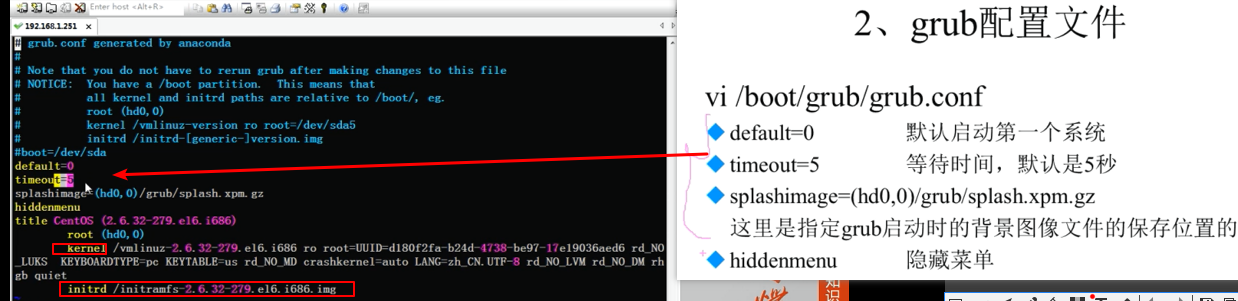 Enter host <Alt+R>
192.168.1.251
# grub.conf generated by anaconda
#
# Note that you do not have to rerun grub after making changes to this file
# NOTICE:  You have a /boot partition.  This means that
#          all kernel and initrd paths are relative to /boot/, eg.
#          root (hd0,0)
#          kernel /vmlinuz-version ro root=/dev/sda5
#          initrd /initrd-[generic-]version.img
#boot=/dev/sda
default=0
timeout=5
splashimage=(hd0,0)/grub/splash.xpm.gz
hiddenmenu
title CentOS (2.6.32-279.el6.i686)
root (hd0,0)
kernel /vmlinuz-2.6.32-279.el6.i686 ro root=UUID=d180f2fa-b24d-4738-be97-17e19036aed6 rd_NO
_LUKS  KEYBOARDTYPE=pc KEYTABLE=us rd_NO_MD crashkernel=auto LANG=zh_CN.UTF-8 rd_NO_LVM rd_NO_DM rh
gb quiet
initrd /initramfs-2.6.32-279.el6.i686.img
~
2、grub配置文件
vi /boot/grub/grub.conf
default=0 默认启动第一个系统
timeout=5 等待时间，默认是5秒
splashimage=(hd0,0)/grub/splash.xpm.gz
这里是指定grub启动时的背景图像文件的保存位置的
hiddenmenu 隐藏菜单
知
识